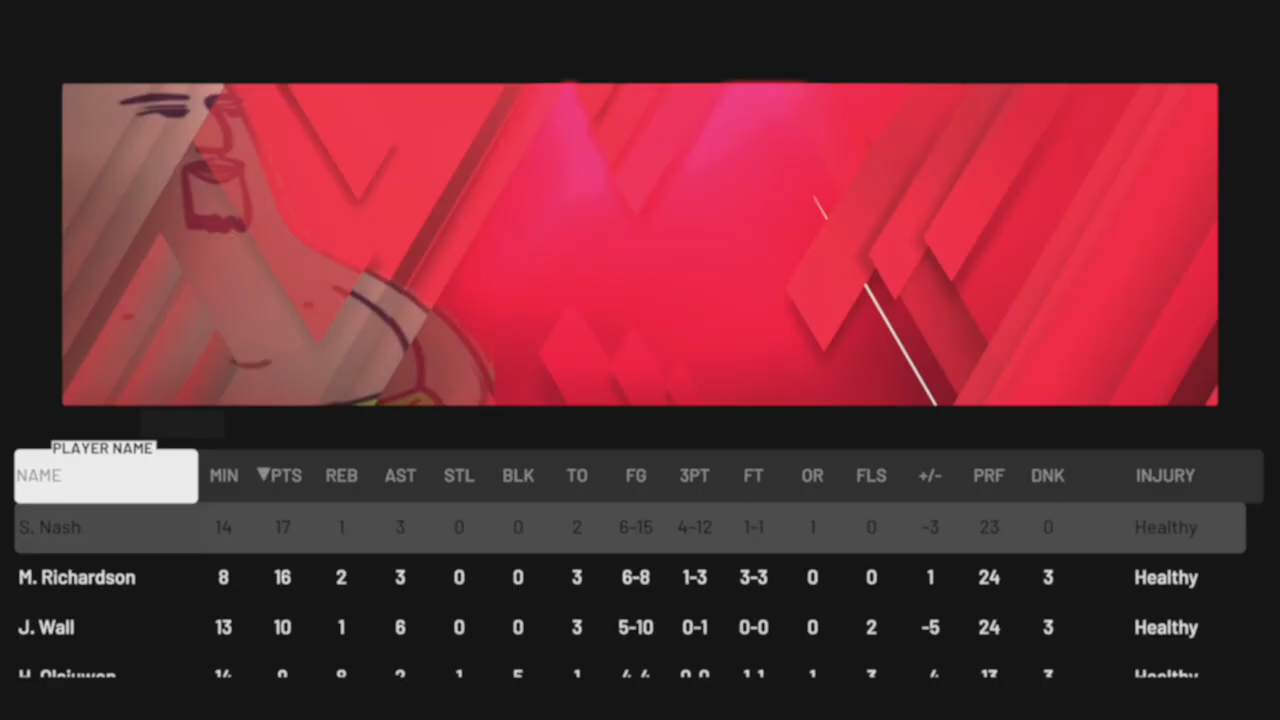 PLAYER NAME
NAME MIN ▼PTS REB AST STL BLK TO FG 3PT FT OR FLS +/- PRF DNK INJURY
S. Nash 14 17 1 3 0 0 2 6-15 4-12 1-1 1 0 -3 23 0 Healthy
M. Richardson 8 16 2 3 0 0 3 6-8 1-3 3-3 0 0 1 24 3 Healthy
J. Wall 13 10 1 6 0 0 3 5-10 0-1 0-0 0 2 -5 24 3 Healthy